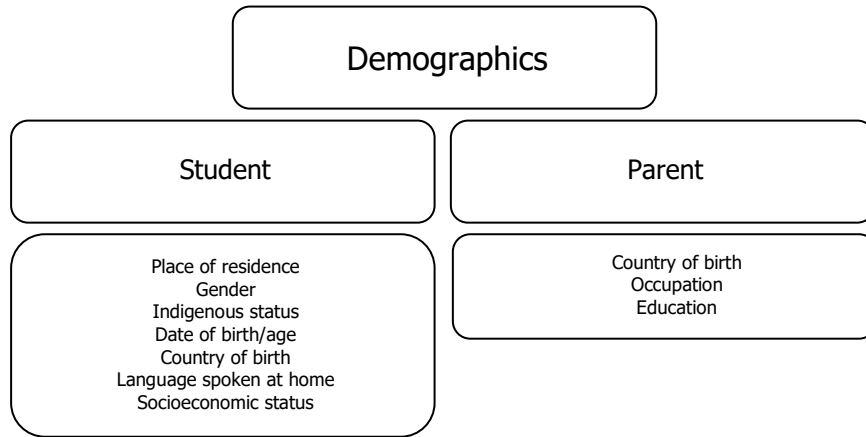 Demographics
Student
Parent
Place of residence
Gender
Indigenous status
Date of birth/age
Country of birth
Language spoken at home
Socioeconomic status
Country of birth
Occupation
Education